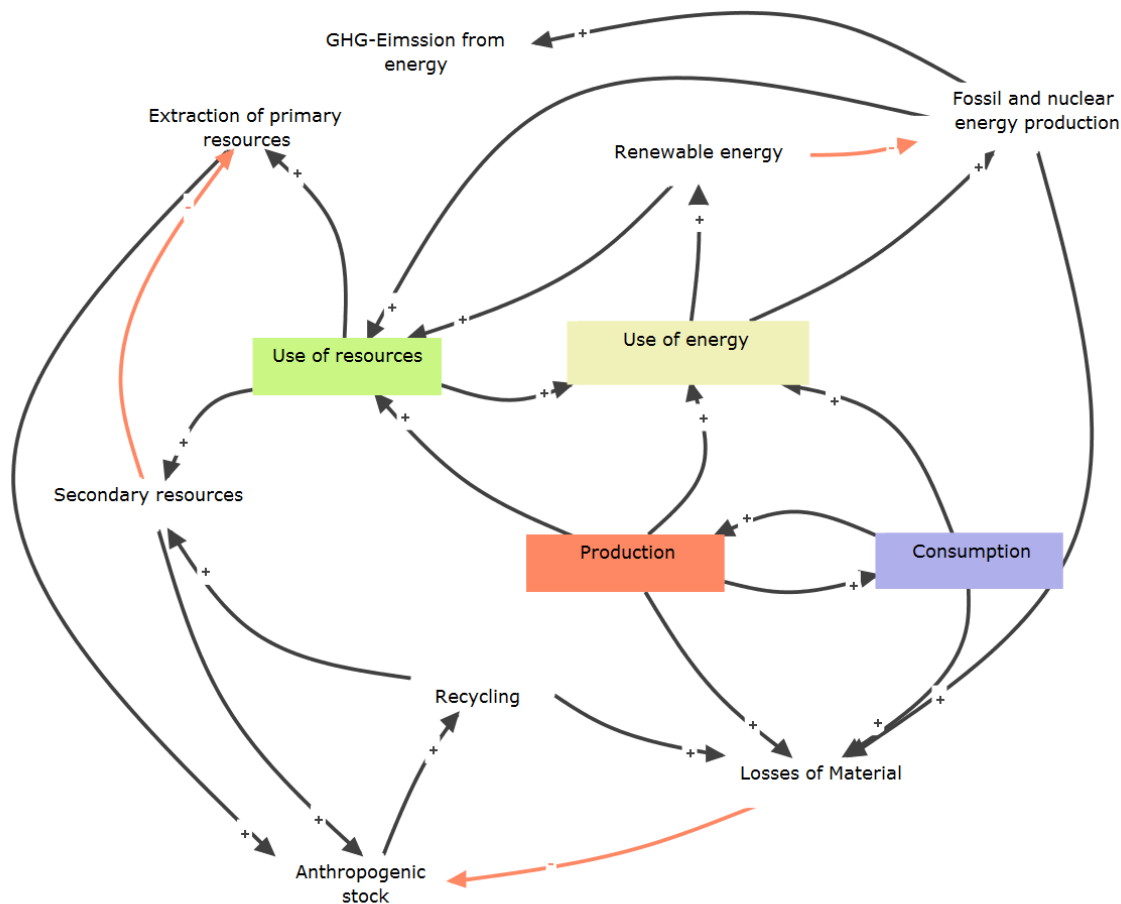 GHG-Eimssion from
energy
+
Fossil and nuclear
energy production
Extraction of primary
resources
Renewable energy
-
+
+
+
-
+
+
Use of resources
Use of energy
+
+
+
+
+
Secondary resources
+
Production
Consumption
+
+
Recycling
+
+
+
+
+
Losses of Material
+
+
-
Anthropogenic
stock